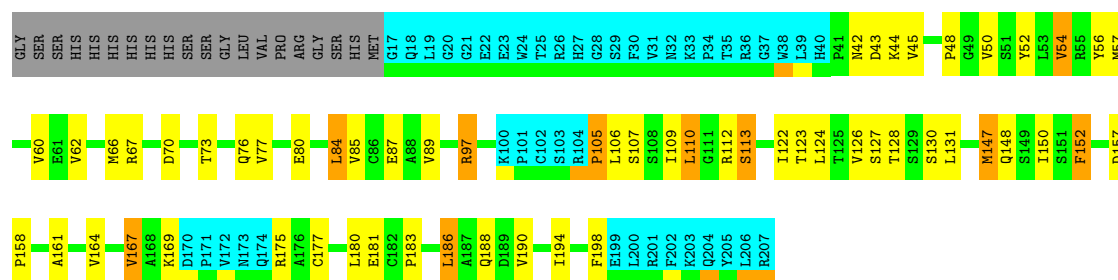 GLY SER SER HIS HIS HIS HIS HIS HIS SER SER GLY LEU VAL PRO ARG GLY SER HIS MET G17 Q18 L19 G20 G21 E22 E23 W24 T25 R26 H27 G28 S29 F30 V31 N32 K33 P34 T35 R36 G37 W38 L39 H40 P41 N42 D43 K44 V45 P48 G49 V50 S51 Y52 L53 V54 R55 Y56 M57
V60 E61 V62 M66 R67 D70 T73 Q76 V77 E80 L84 V85 C86 E87 A88 V89 R97 K100 P101 C102 S103 R104 P105 L106 S107 S108 I109 L110 G111 R112 S113 I122 T123 L124 T125 V126 S127 T128 S129 S130 L131 M147 Q148 S149 I150 S151 F152 D157
P158 A161 V164 V167 A168 K169 D170 P171 V172 N173 Q174 R175 A176 C177 L180 E181 C182 P183 L186 A187 Q188 D189 V190 I194 F198 E199 L200 R201 F202 K203 Q204 V205 L206 R207